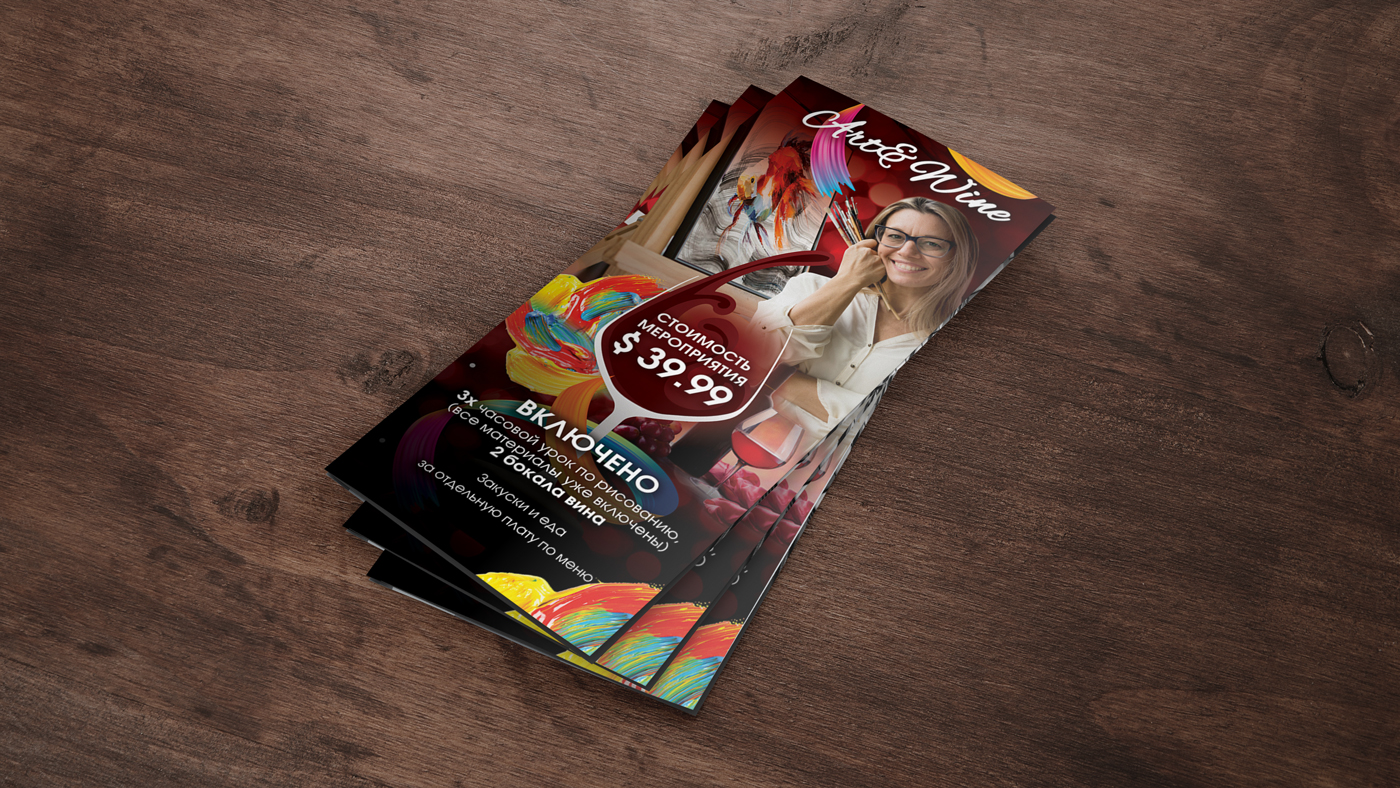 Art & Wine
СТОИМОСТЬ
МЕРОПРИЯТИЯ
$ 39.99
ВКЛЮЧЕНО
3х часовой урок по рисованию,
(все материалы уже включены)
2 бокала вина
Закуски и еда
за отдельную плату по меню